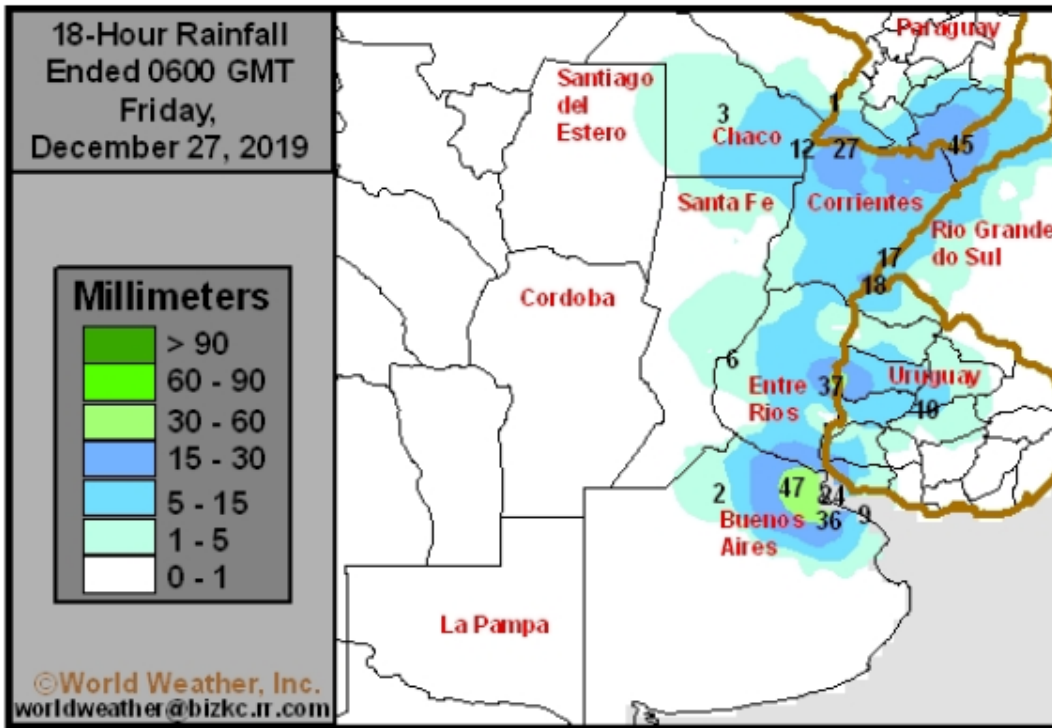 18-Hour Rainfall
Ended 0600 GMT
Friday,
December 27, 2019
Millimeters
> 90
60 - 90
30 - 60
15 - 30
5 - 15
1 - 5
0 - 1
©World Weather, Inc.
worldweather@bizkc.rr.com
Paraguay
Santiago
del
Estero
3
1
Chaco
12
27
45
Santa Fe
Corrientes
Rio Grande
do Sul
17
18
Cordoba
6
Entre
Rios
37
Uruguay
10
2
47
24
36
9
Buenos
Aires
La Pampa